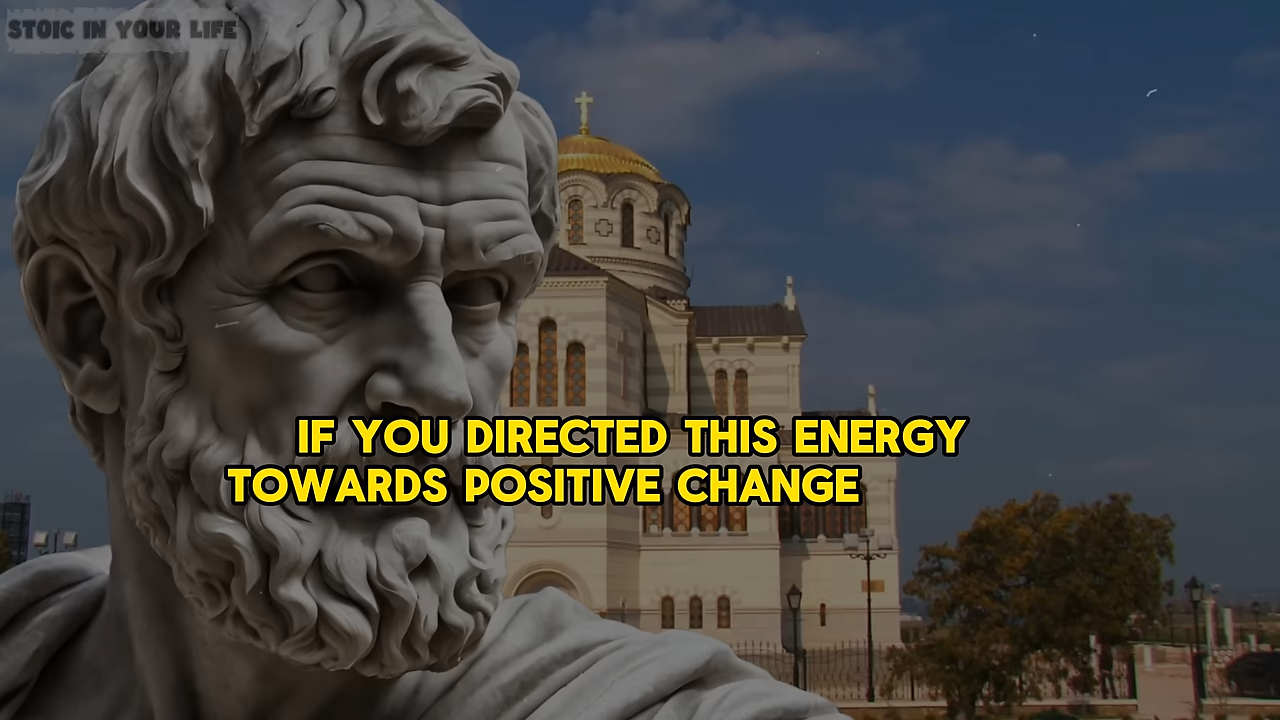 STOIC IN YOUR LIFE
IF YOU DIRECTED THIS ENERGY
TOWARDS POSITIVE CHANGE